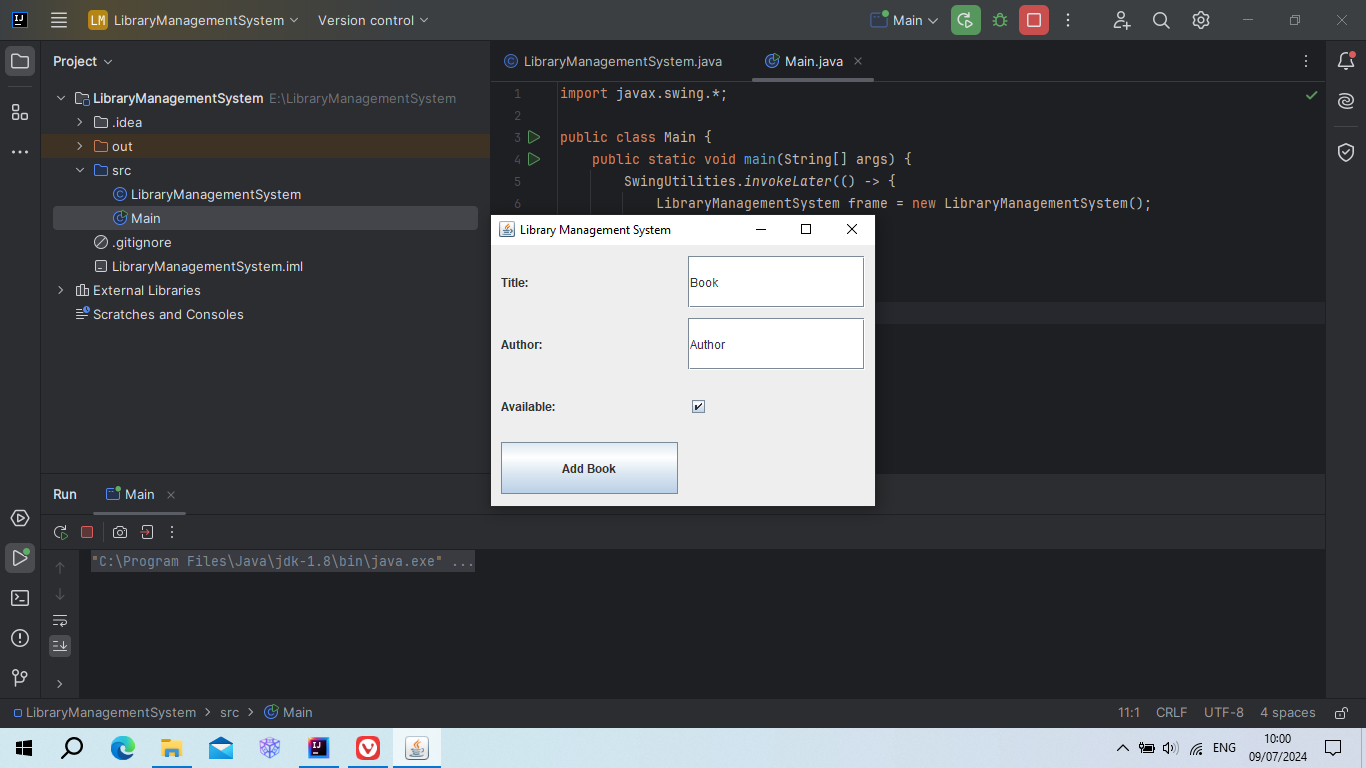 LM LibraryManagementSystem Version control Main
Project
LibraryManagementSystem E:\LibraryManagementSystem
.idea
out
src
LibraryManagementSystem
Main
.gitignore
LibraryManagementSystem.iml
External Libraries
Scratches and Consoles
LibraryManagementSystem.java Main.java
1 import javax.swing.*;
2
3 public class Main {
4 public static void main(String[] args) {
5 SwingUtilities.invokeLater(() -> {
6 LibraryManagementSystem frame = new LibraryManagementSystem();
Library Management System
Title: Book
Author: Author
Available:
Add Book
Run Main
"C:\Program Files\Java\jdk-1.8\bin\java.exe" ...
LibraryManagementSystem > src > Main 11:1 CRLF UTF-8 4 spaces
ENG 10:00
09/07/2024